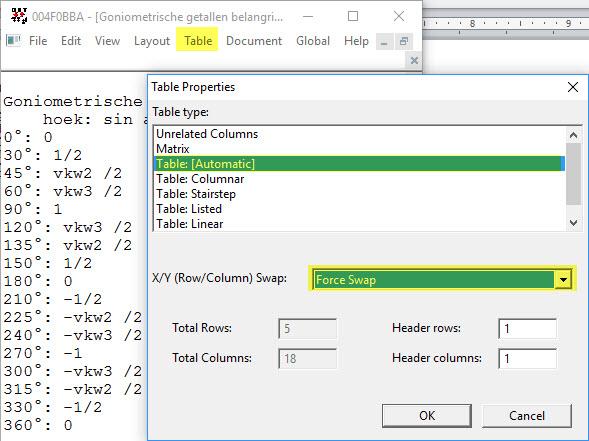 004F0BBA - [Goniometrische getallen belangri...
File Edit View Layout Table Document Global Help
8 9
Goniometrische
hoek: sin
0°: 0
30°: 1/2
45°: vkw2 /2
60°: vkw3 /2
90°: 1
120°: vkw3 /2
135°: vkw2 /2
150°: 1/2
180°: 0
210°: -1/2
225°: -vkw2 /2
240°: -vkw3 /2
270°: -1
300°: -vkw3 /2
315°: -vkw2 /2
330°: -1/2
360°: 0
Table Properties
Table type:
Unrelated Columns
Matrix
Table: [Automatic]
Table: Columnar
Table: Stairstep
Table: Listed
Table: Linear
X/Y (Row/Column) Swap: Force Swap
Total Rows: 5 Header rows: 1
Total Columns: 18 Header columns: 1
OK Cancel